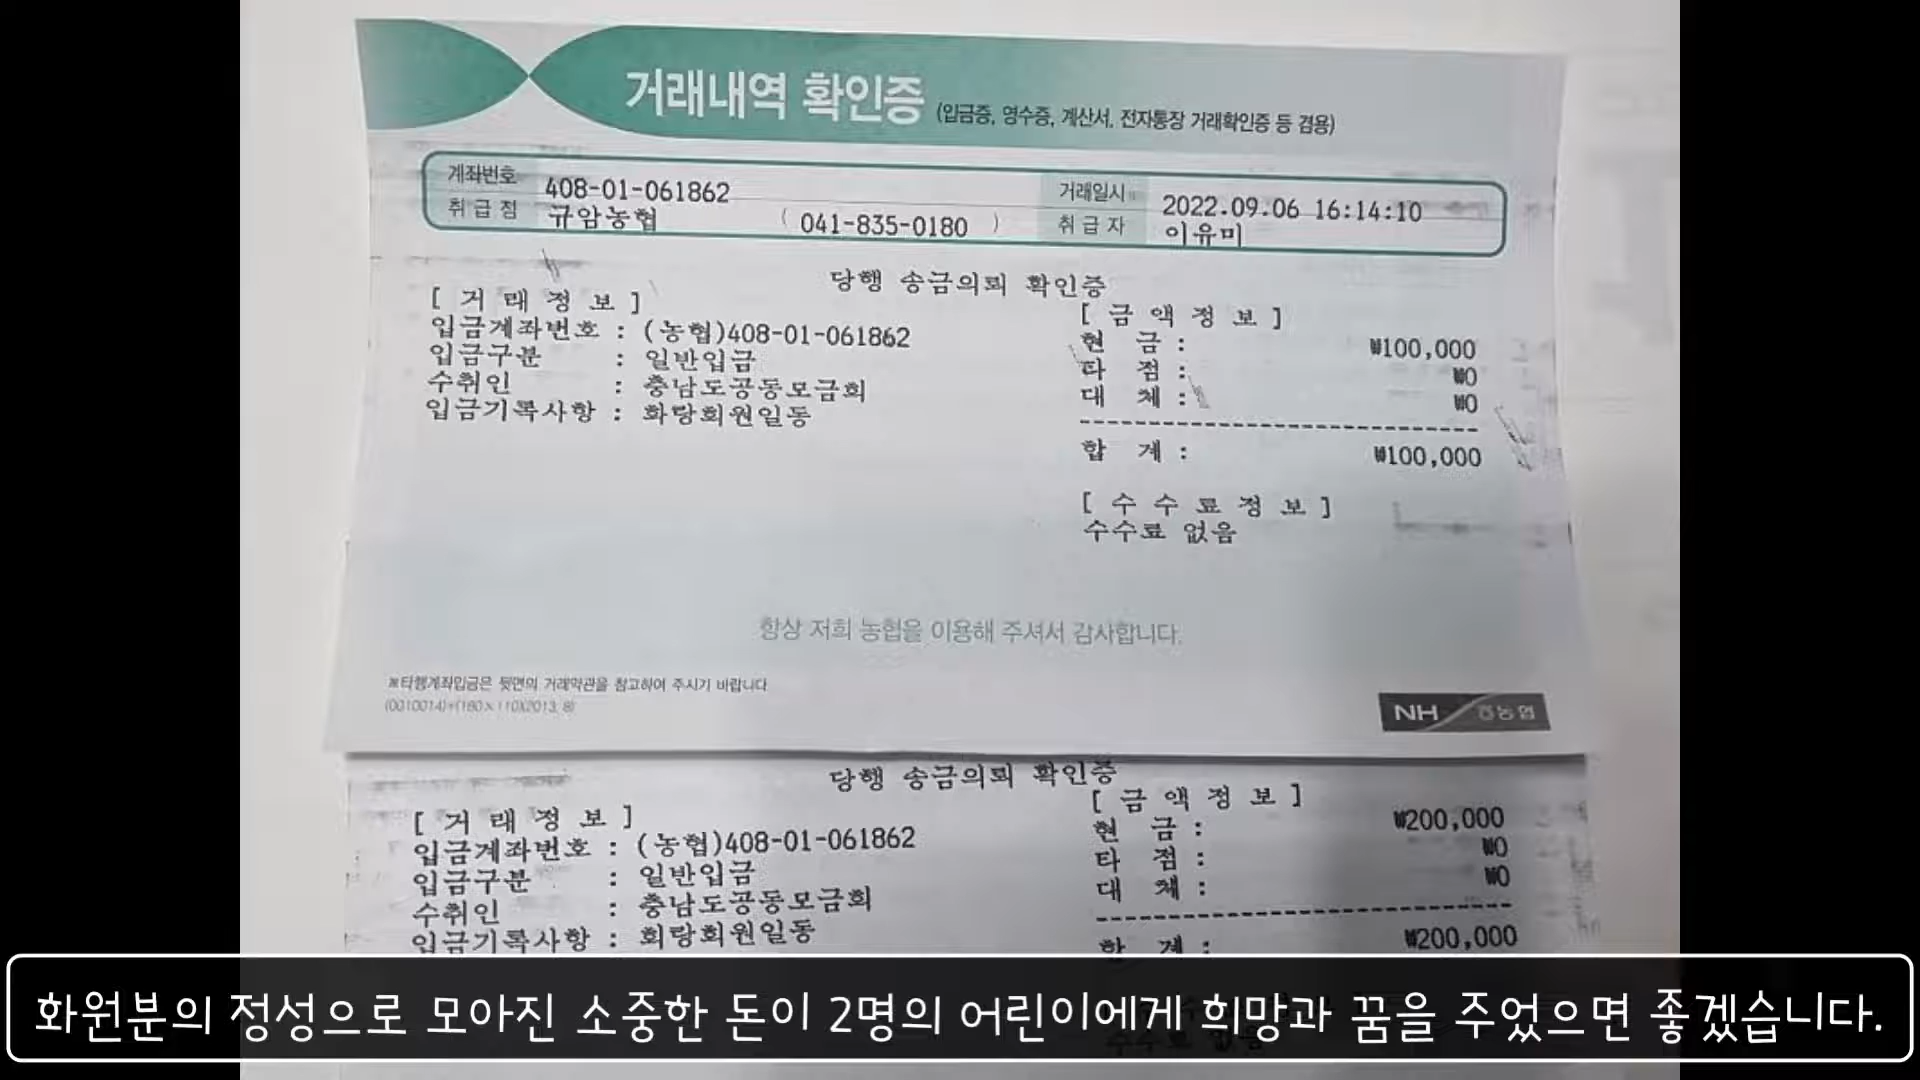 거래내역 확인증 (입금증, 영수증, 계산서, 전자통장 거래확인증 등 겸용)
계좌번호 408-01-061862 거래일시 2022.09.06 16:14:10
취급점 규암농협 ( 041-835-0180 ) 취급자 이유미
당행 송금의뢰 확인증
[ 거 래 정 보 ]
입금계좌번호 : (농협)408-01-061862
입금구분 : 일반입금
수취인 : 충남도공동모금회
입금기록사항 : 화랑회원일동
[ 금 액 정 보 ]
현 금 : ₩100,000
타 점 : ₩0
대 체 : ₩0
합 계 : ₩100,000
[ 수 수 료 정 보 ]
수수료 없음
항상 저희 농협을 이용해 주셔서 감사합니다.
※타행계좌입금은 뒷면의 거래약관을 참고하여 주시기 바랍니다
NH 농협
당행 송금의뢰 확인증
[ 거 래 정 보 ]
입금계좌번호 : (농협)408-01-061862
입금구분 : 일반입금
수취인 : 충남도공동모금회
입금기록사항 : 화랑회원일동
[ 금 액 정 보 ]
현 금 : ₩200,000
타 점 : ₩0
대 체 : ₩0
합 계 : ₩200,000
화원분의 정성으로 모아진 소중한 돈이 2명의 어린이에게 희망과 꿈을 주었으면 좋겠습니다.